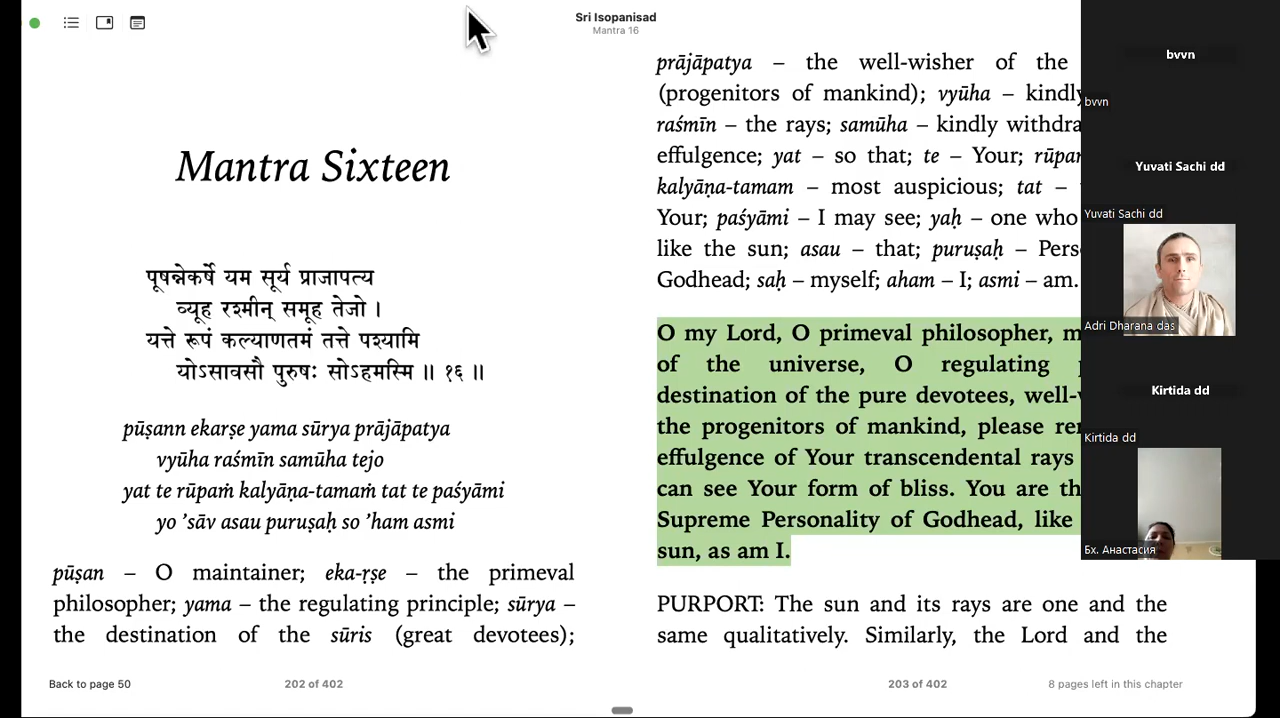 Sri Isopanisad
Mantra 16
Mantra Sixteen
पूषन्नेकर्षे यम सूर्य प्राजापत्य
व्यूह रश्मीन् समूह तेजो ।
यत्ते रूपं कल्याणतमं तत्ते पश्यामि
योऽसावसौ पुरुषः सोऽहमस्मि ॥ १६ ॥
pūṣann ekarṣe yama sūrya prājāpatya
vyūha raśmīn samūha tejo
yat te rūpaṁ kalyāṇa-tamaṁ tat te paśyāmi
yo ’sāv asau puruṣaḥ so ’ham asmi
pūṣan – O maintainer; eka-ṛṣe – the primeval
philosopher; yama – the regulating principle; sūrya –
the destination of the sūris (great devotees);
Back to page 50
202 of 402
prājāpatya – the well-wisher of the
(progenitors of mankind); vyūha – kindly
raśmīn – the rays; samūha – kindly
effulgence; yat – so that; te – Your;
kalyāṇa-tamam – most auspicious; tat –
Your; paśyāmi – I may see; yaḥ – one who
like the sun; asau – that; puruṣaḥ –
Godhead; saḥ – myself; aham – I; asmi – am.
O my Lord, O primeval philosopher,
of the universe, O regulating
destination of the pure devotees,
the progenitors of mankind, please
effulgence of Your transcendental rays
can see Your form of bliss. You are
Supreme Personality of Godhead, like
sun, as am I.
PURPORT: The sun and its rays are one and the
same qualitatively. Similarly, the Lord and the
203 of 402
8 pages left in this chapter
bvvn
bvvn
Yuvati Sachi dd
Yuvati Sachi dd
Adri Dharana das
Kirtida dd
Kirtida dd
Бх. Анастасия